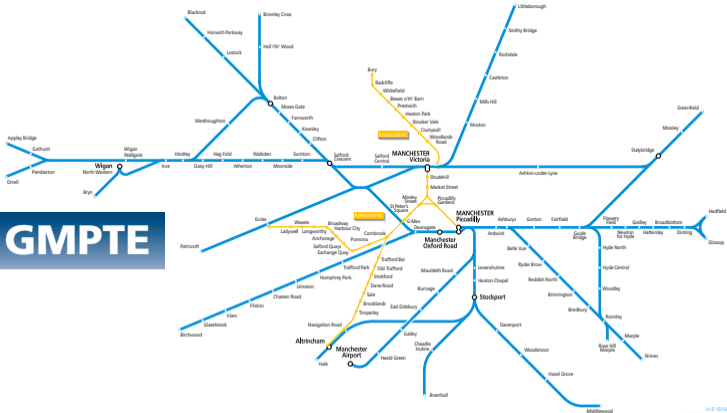 Blackrod
Horwich Parkway
Lostock
Bromley Cross
Hall i'th' Wood
Bolton
Moses Gate
Farnworth
Kearsley
Clifton
Westhoughton
Appley Bridge
Gathurst
Pemberton
Orrell
Wigan
Wallgate
Wigan
North Western
Bryn
Ince
Hindley
Daisy Hill
Hag Fold
Atherton
Walkden
Moorside
Swinton
Salford
Crescent
Salford
Central
MANCHESTER
Victoria
Bury
Radcliffe
Whitefield
Besses o'th' Barn
Prestwich
Heaton Park
Bowker Vale
Crumpsall
Woodlands
Road
Metrolink
Littleborough
Smithy Bridge
Rochdale
Castleton
Mills Hill
Moston
Greenfield
Mossley
Stalybridge
Ashton-under-Lyne
Shudehill
Market Street
Mosley
Street
Piccadilly
Gardens
St Peter's
Square
G-Mex
Deansgate
MANCHESTER
Piccadilly
Manchester
Oxford Road
Metrolink
Eccles
Ladywell
Weaste
Langworthy
Broadway
Harbour City
Anchorage
Salford Quays
Exchange Quay
Pomona
Cornbrook
Patricroft
GMPTE
Trafford Bar
Old Trafford
Stretford
Dane Road
Sale
Brooklands
Timperley
Navigation Road
Altrincham
Hale
Trafford Park
Humphrey Park
Urmston
Chassen Road
Flixton
Irlam
Glazebrook
Birchwood
Mauldeth Road
Burnage
East Didsbury
Gatley
Heald Green
Manchester
Airport
Levenshulme
Heaton Chapel
Stockport
Cheadle
Hulme
Bramhall
Davenport
Woodsmoor
Hazel Grove
Middlewood
Ardwick
Ashburys
Gorton
Fairfield
Guide
Bridge
Flowery
Field
Newton
for Hyde
Godley
Hattersley
Broadbottom
Dinting
Hadfield
Glossop
Belle Vue
Ryder Brow
Reddish North
Brinnington
Bredbury
Hyde North
Hyde Central
Woodley
Romiley
Rose Hill
Marple
Marple
Strines